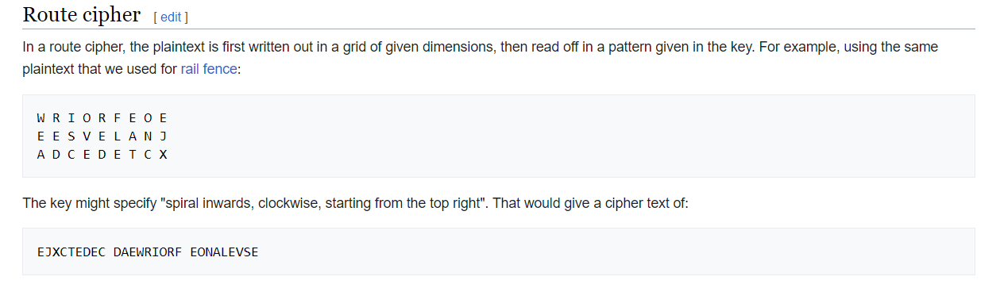 Route cipher [ edit ]
In a route cipher, the plaintext is first written out in a grid of given dimensions, then read off in a pattern given in the key. For example, using the same
plaintext that we used for rail fence:
W R I O R F E O E
E E S V E L A N J
A D C E D E T C X
The key might specify "spiral inwards, clockwise, starting from the top right". That would give a cipher text of:
EJXCTEDEC DAEWRIORF EONALEVSE